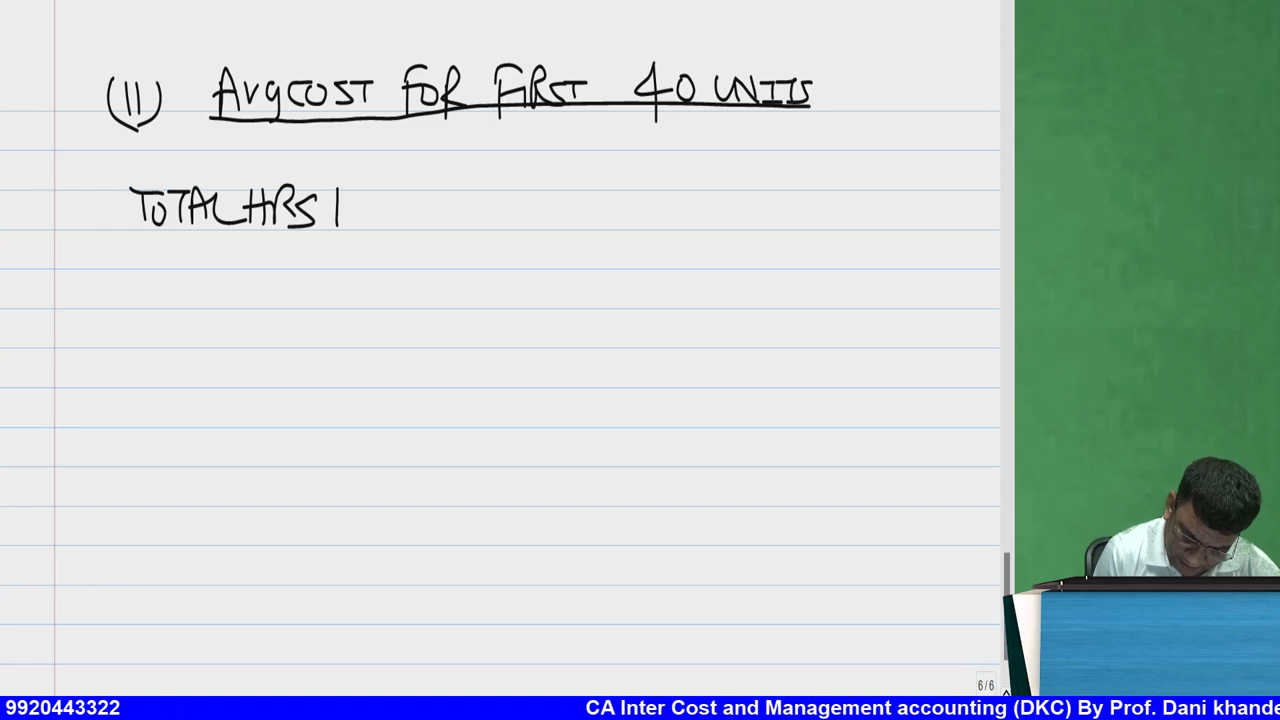 (II) Avg COST FOR FIRST 40 UNITS
TOTAL HRS
6/6
9920443322 CA Inter Cost and Management accounting (DKC) By Prof. Dani khande